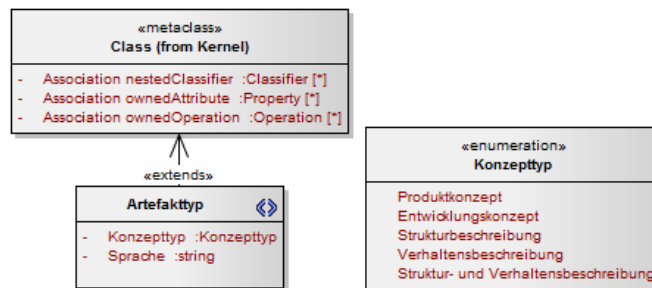 «metaclass»
Class (from Kernel)
- Association nestedClassifier :Classifier [*]
- Association ownedAttribute :Property [*]
- Association ownedOperation :Operation [*]
«extends»
Artefakttyp
- Konzepttyp :Konzepttyp
- Sprache :string
«enumeration»
Konzepttyp
Produktkonzept
Entwicklungskonzept
Strukturbeschreibung
Verhaltensbeschreibung
Struktur- und Verhaltensbeschreibung